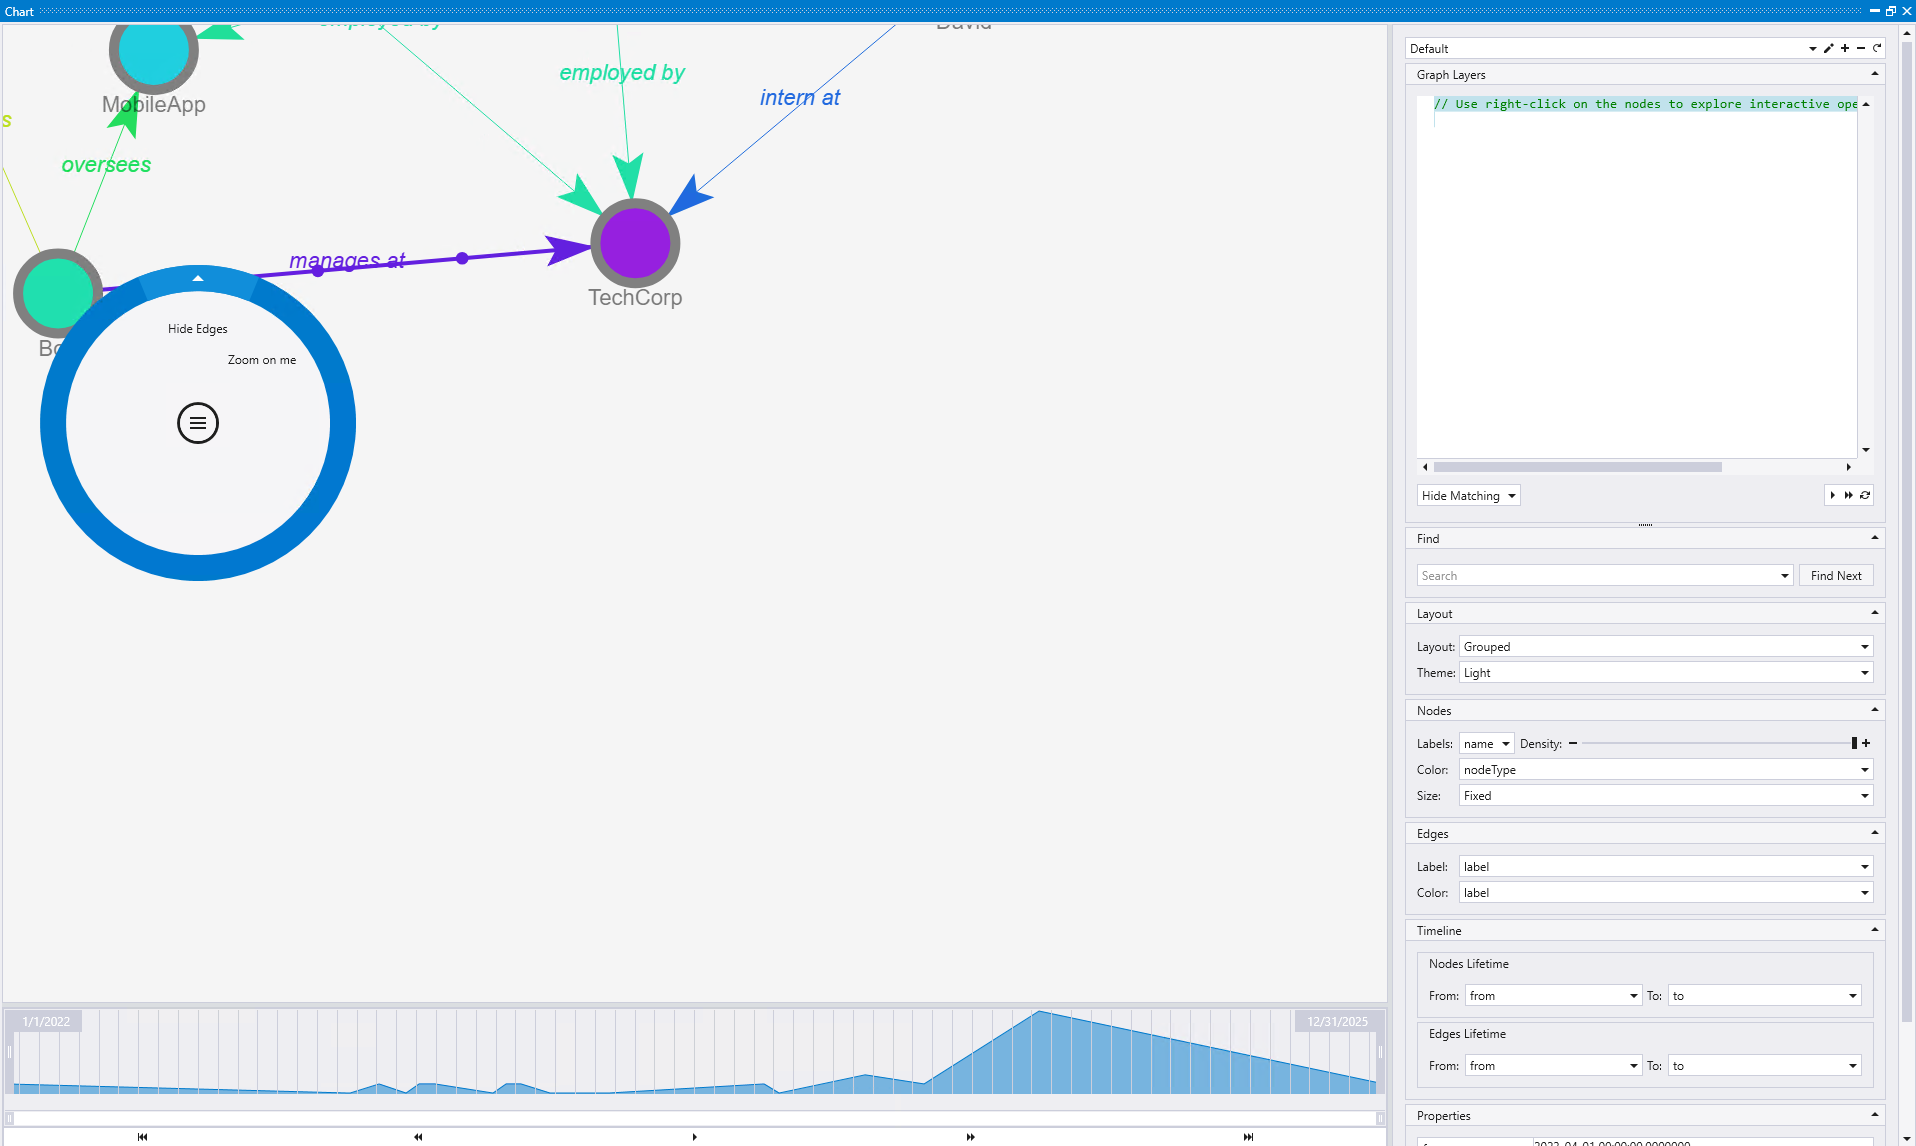 Chart
employed by
David
employed by
intern at
MobileApp
s
oversees
manages at
TechCorp
Hide Edges
Zoom on me
1/1/2022
12/31/2025
Default
Graph Layers
// Use right-click on the nodes to explore interactive ope
Hide Matching
Find
Search
Find Next
Layout
Layout: Grouped
Theme: Light
Nodes
Labels: name Density:
Color: nodeType
Size: Fixed
Edges
Label: label
Color: label
Timeline
Nodes Lifetime
From: from To: to
Edges Lifetime
From: from To: to
Properties